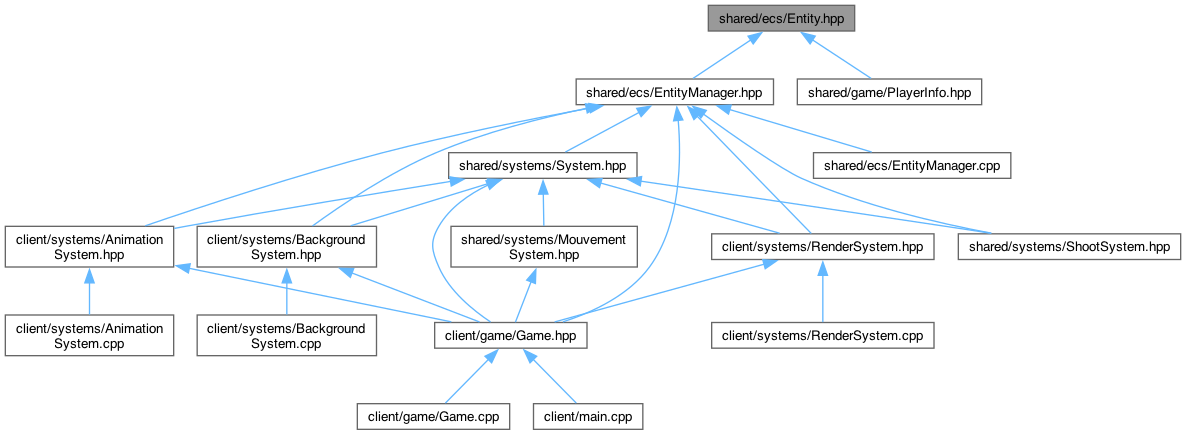 shared/ecs/Entity.hpp
shared/ecs/EntityManager.hpp
shared/game/PlayerInfo.hpp
shared/systems/System.hpp
shared/ecs/EntityManager.cpp
client/systems/Animation
System.hpp
client/systems/Background
System.hpp
shared/systems/Mouvement
System.hpp
client/systems/RenderSystem.hpp
shared/systems/ShootSystem.hpp
client/systems/Animation
System.cpp
client/systems/Background
System.cpp
client/game/Game.hpp
client/systems/RenderSystem.cpp
client/game/Game.cpp
client/main.cpp